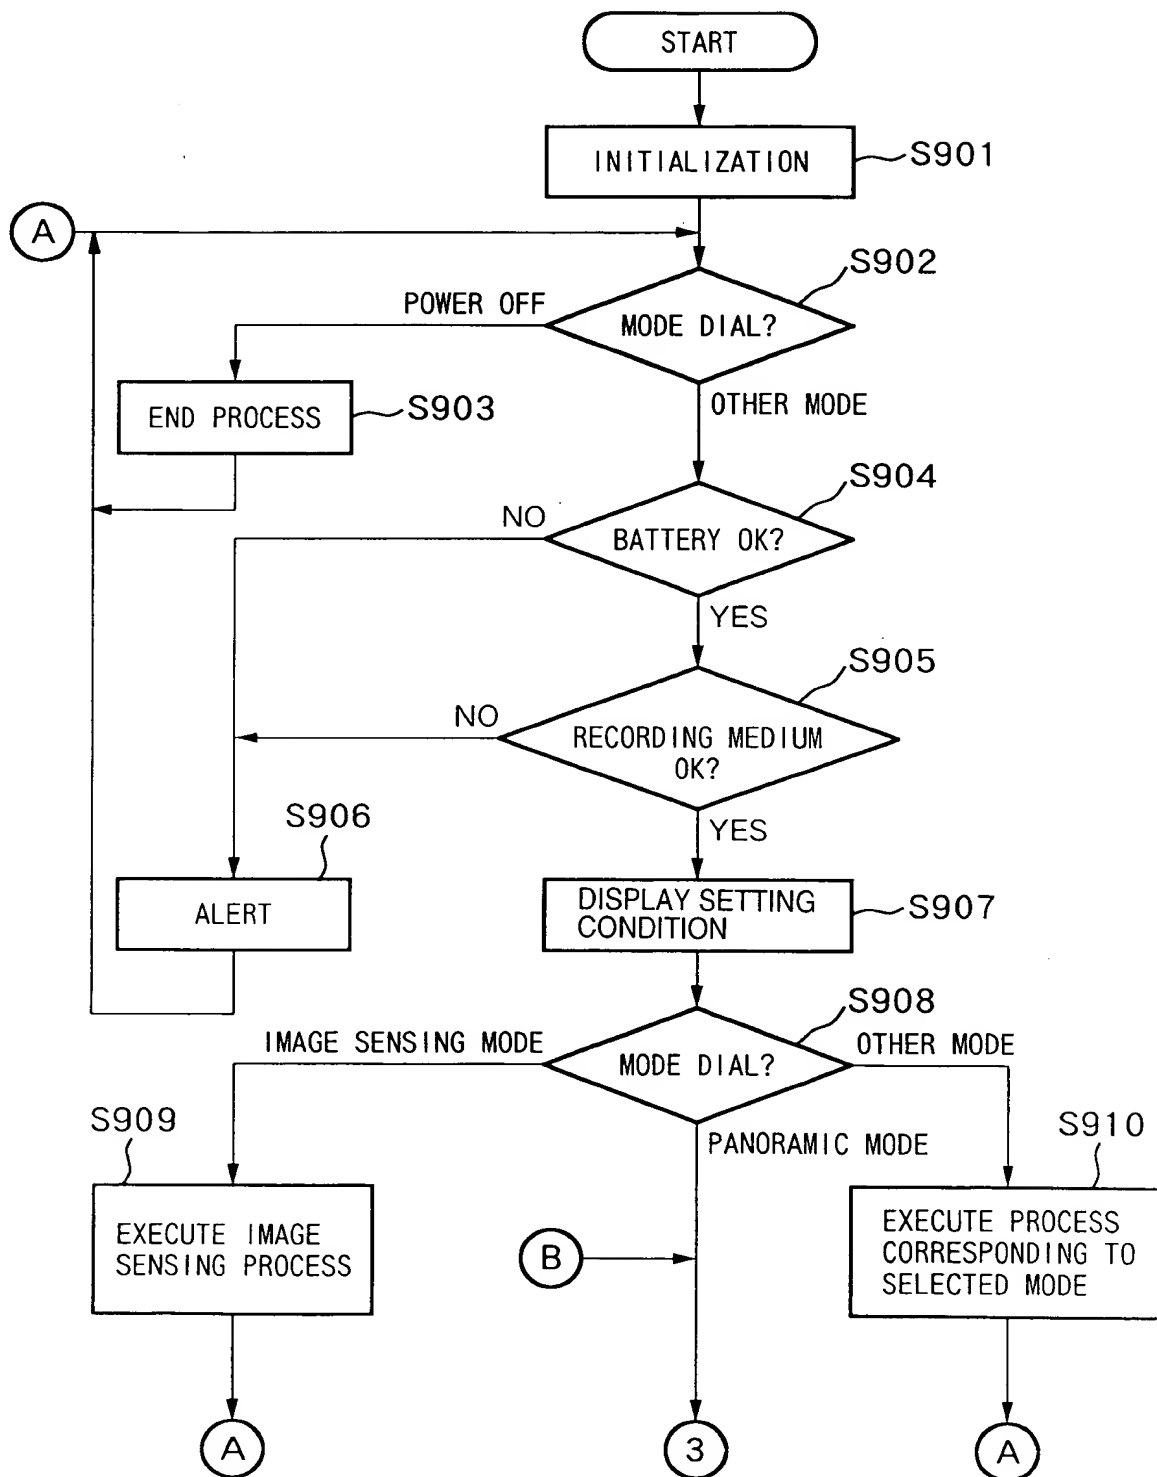 START
INITIALIZATION
S901
A
S902
POWER OFF
MODE DIAL?
END PROCESS
S903
OTHER MODE
S904
NO
BATTERY OK?
YES
S905
NO
RECORDING MEDIUM
OK?
YES
S906
ALERT
DISPLAY SETTING
CONDITION
S907
S908
IMAGE SENSING MODE
MODE DIAL?
OTHER MODE
S909
PANORAMIC MODE
S910
EXECUTE IMAGE
SENSING PROCESS
B
EXECUTE PROCESS
CORRESPONDING TO
SELECTED MODE
A
3
A